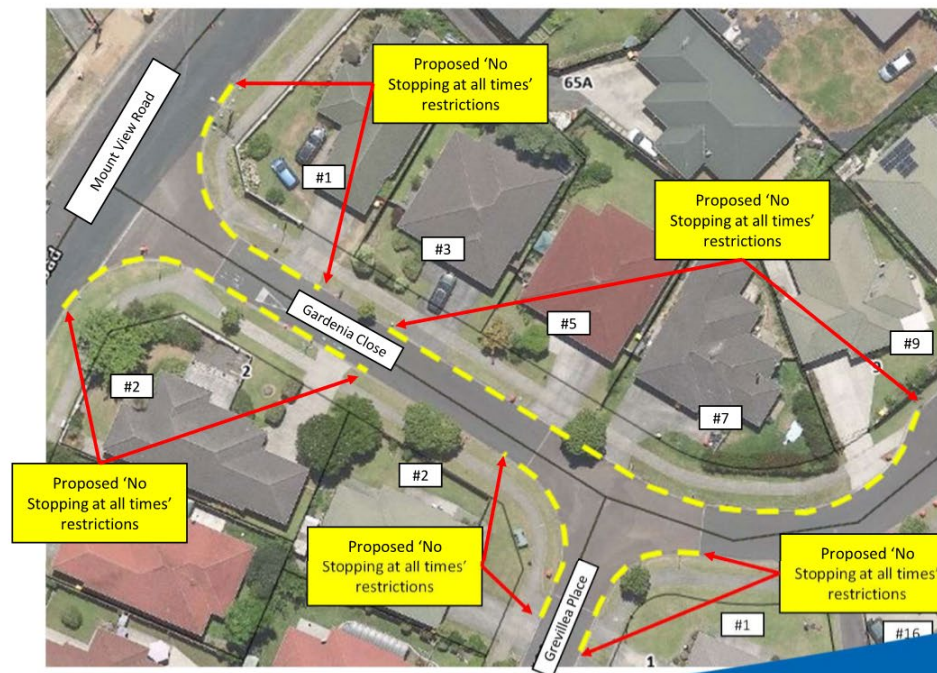 Proposed ‘No
Stopping at all times’
restrictions
65A
Mount View Road
#1
Proposed ‘No
Stopping at all times’
restrictions
#3
Gardenia Close
#5
#9
9
#2
2
#7
#2
Proposed ‘No
Stopping at all times’
restrictions
Proposed ‘No
Stopping at all times’
restrictions
Proposed ‘No
Stopping at all times’
restrictions
Grevillea Place
#1
#16
1